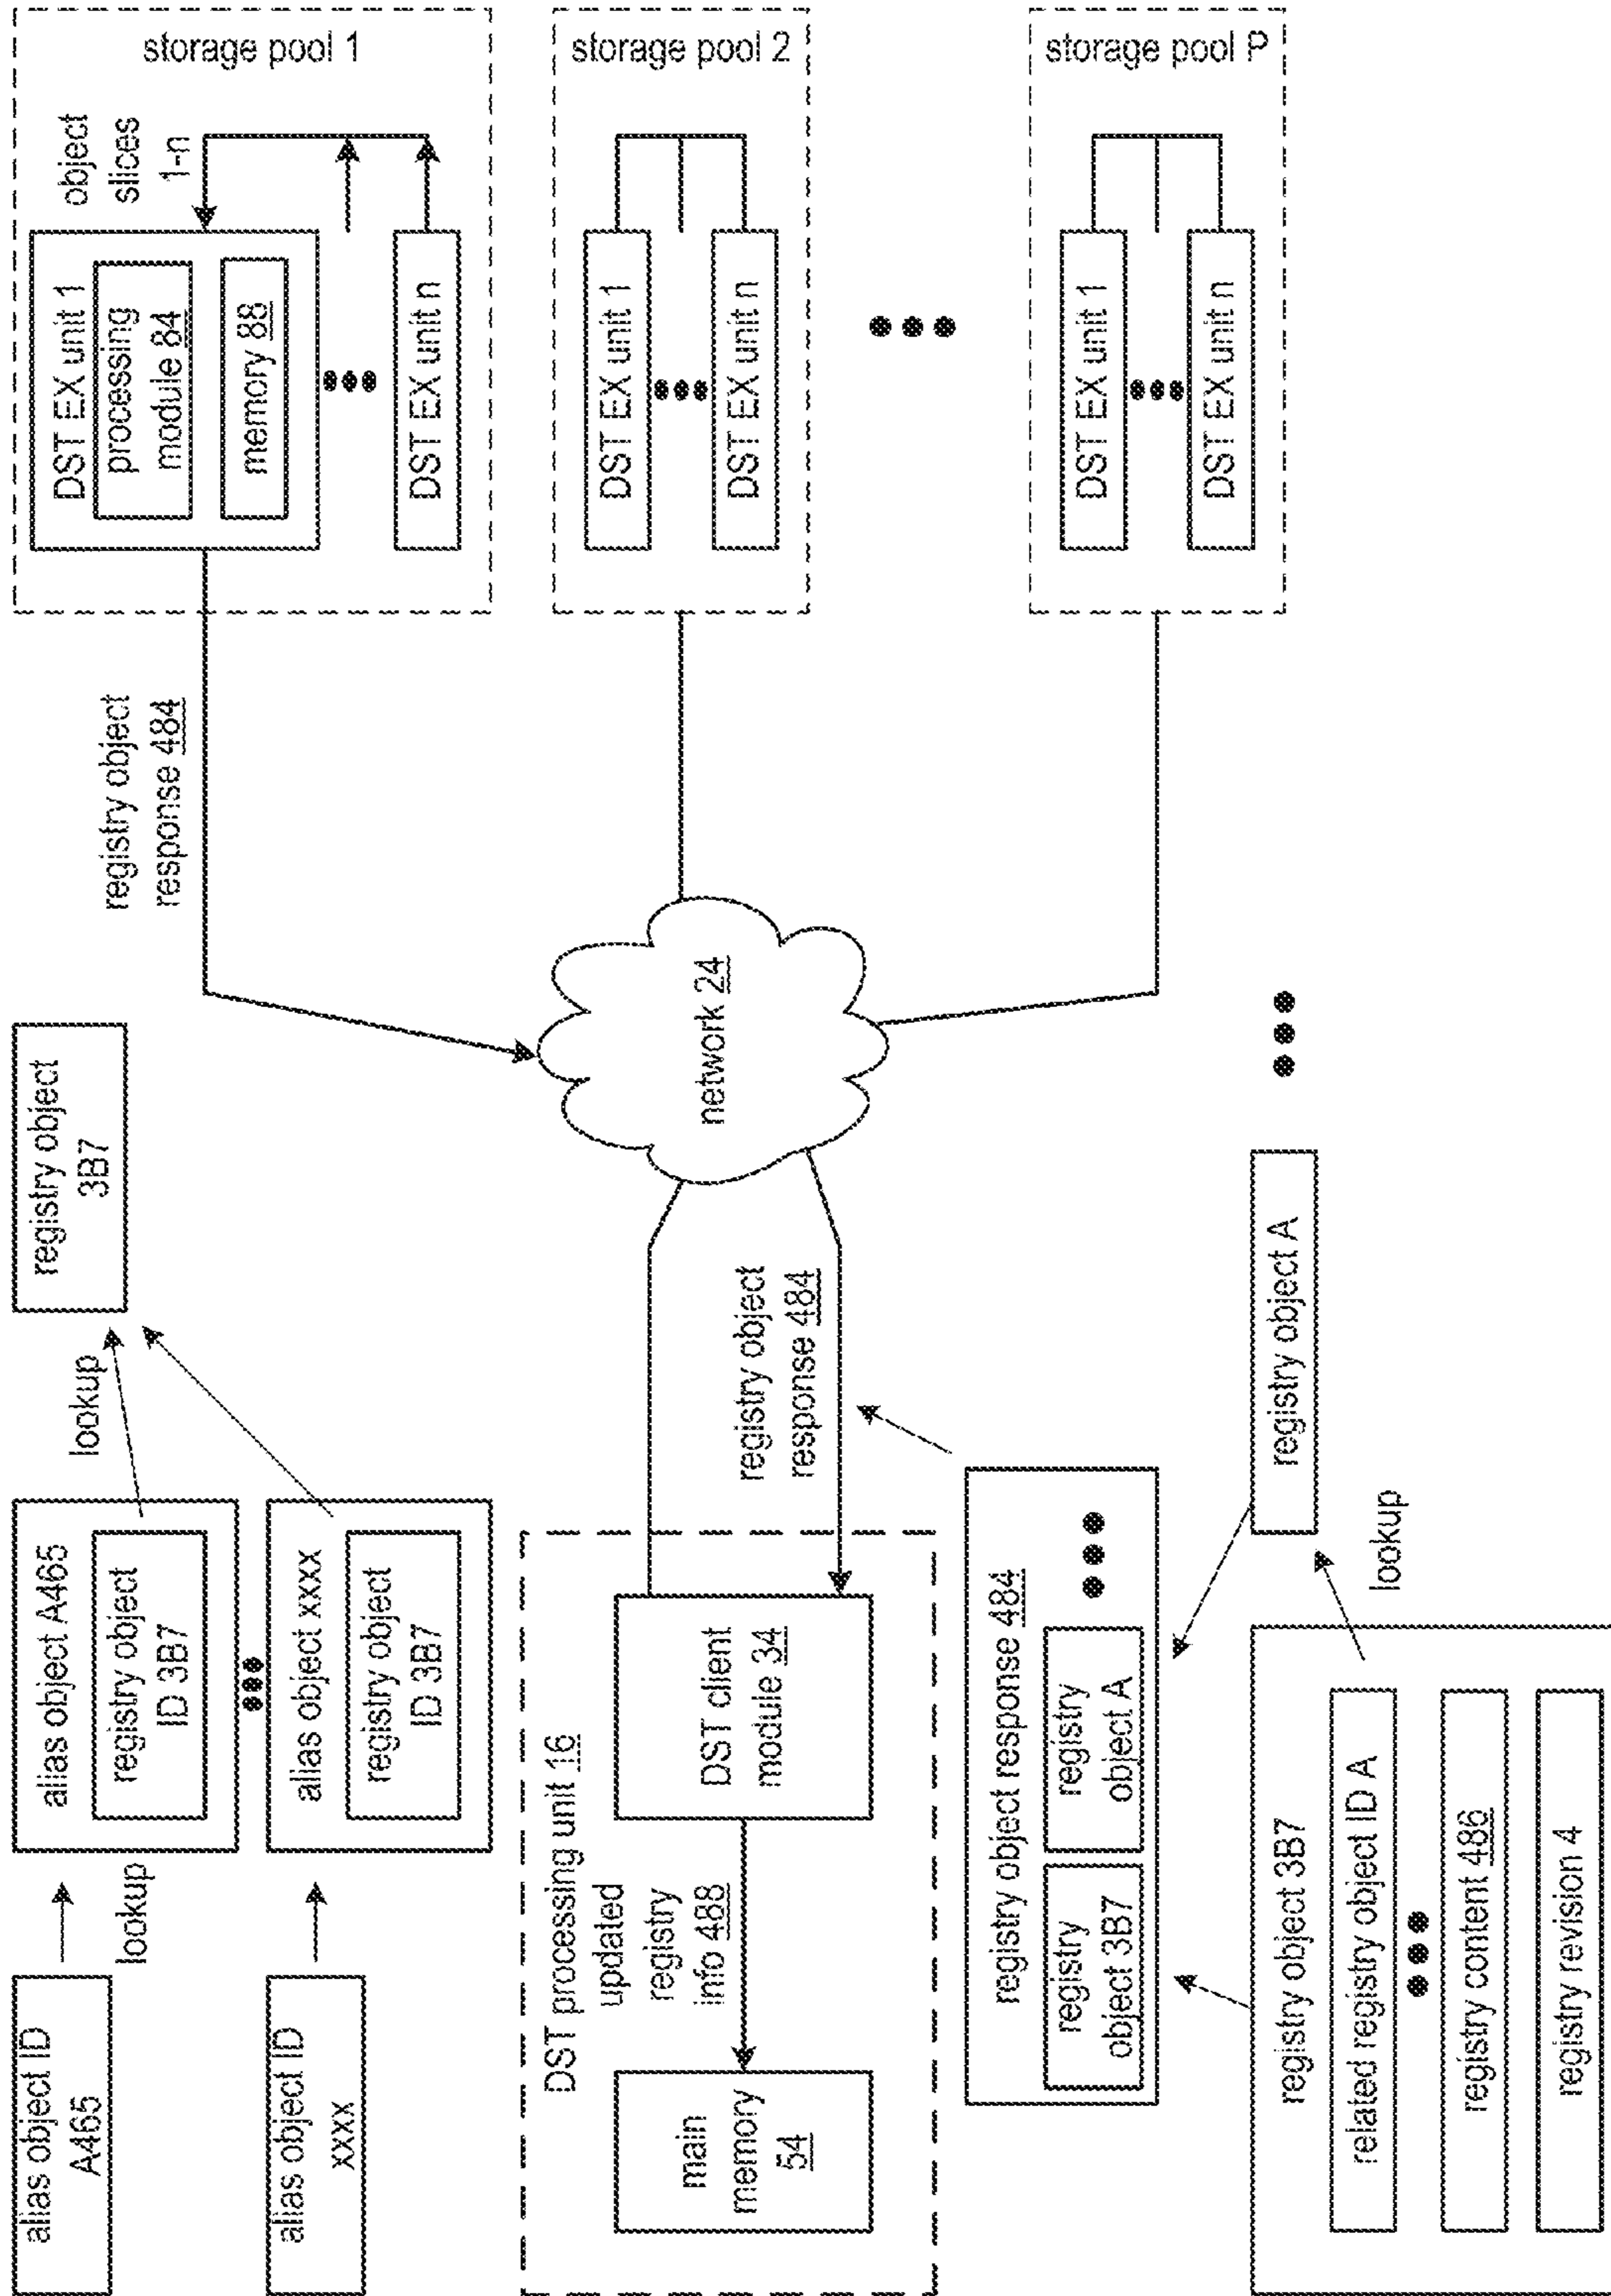 alias object ID
A465
lookup
alias object A465
registry object
ID 3B7
lookup
registry object
3B7
alias object ID
xxxx
alias object xxxx
registry object
ID 3B7
registry object
response 484
storage pool 1
DST EX unit 1
processing
module 84
memory 88
DST EX unit n
object
slices
1-n
DST processing unit 16
main
memory
54
updated
registry
info 488
DST client
module 34
registry object
response 484
network 24
storage pool 2
DST EX unit 1
DST EX unit n
registry object response 484
registry
object 3B7
registry
object A
storage pool P
DST EX unit 1
DST EX unit n
registry object 3B7
related registry object ID A
registry content 486
registry revision 4
lookup
registry object A